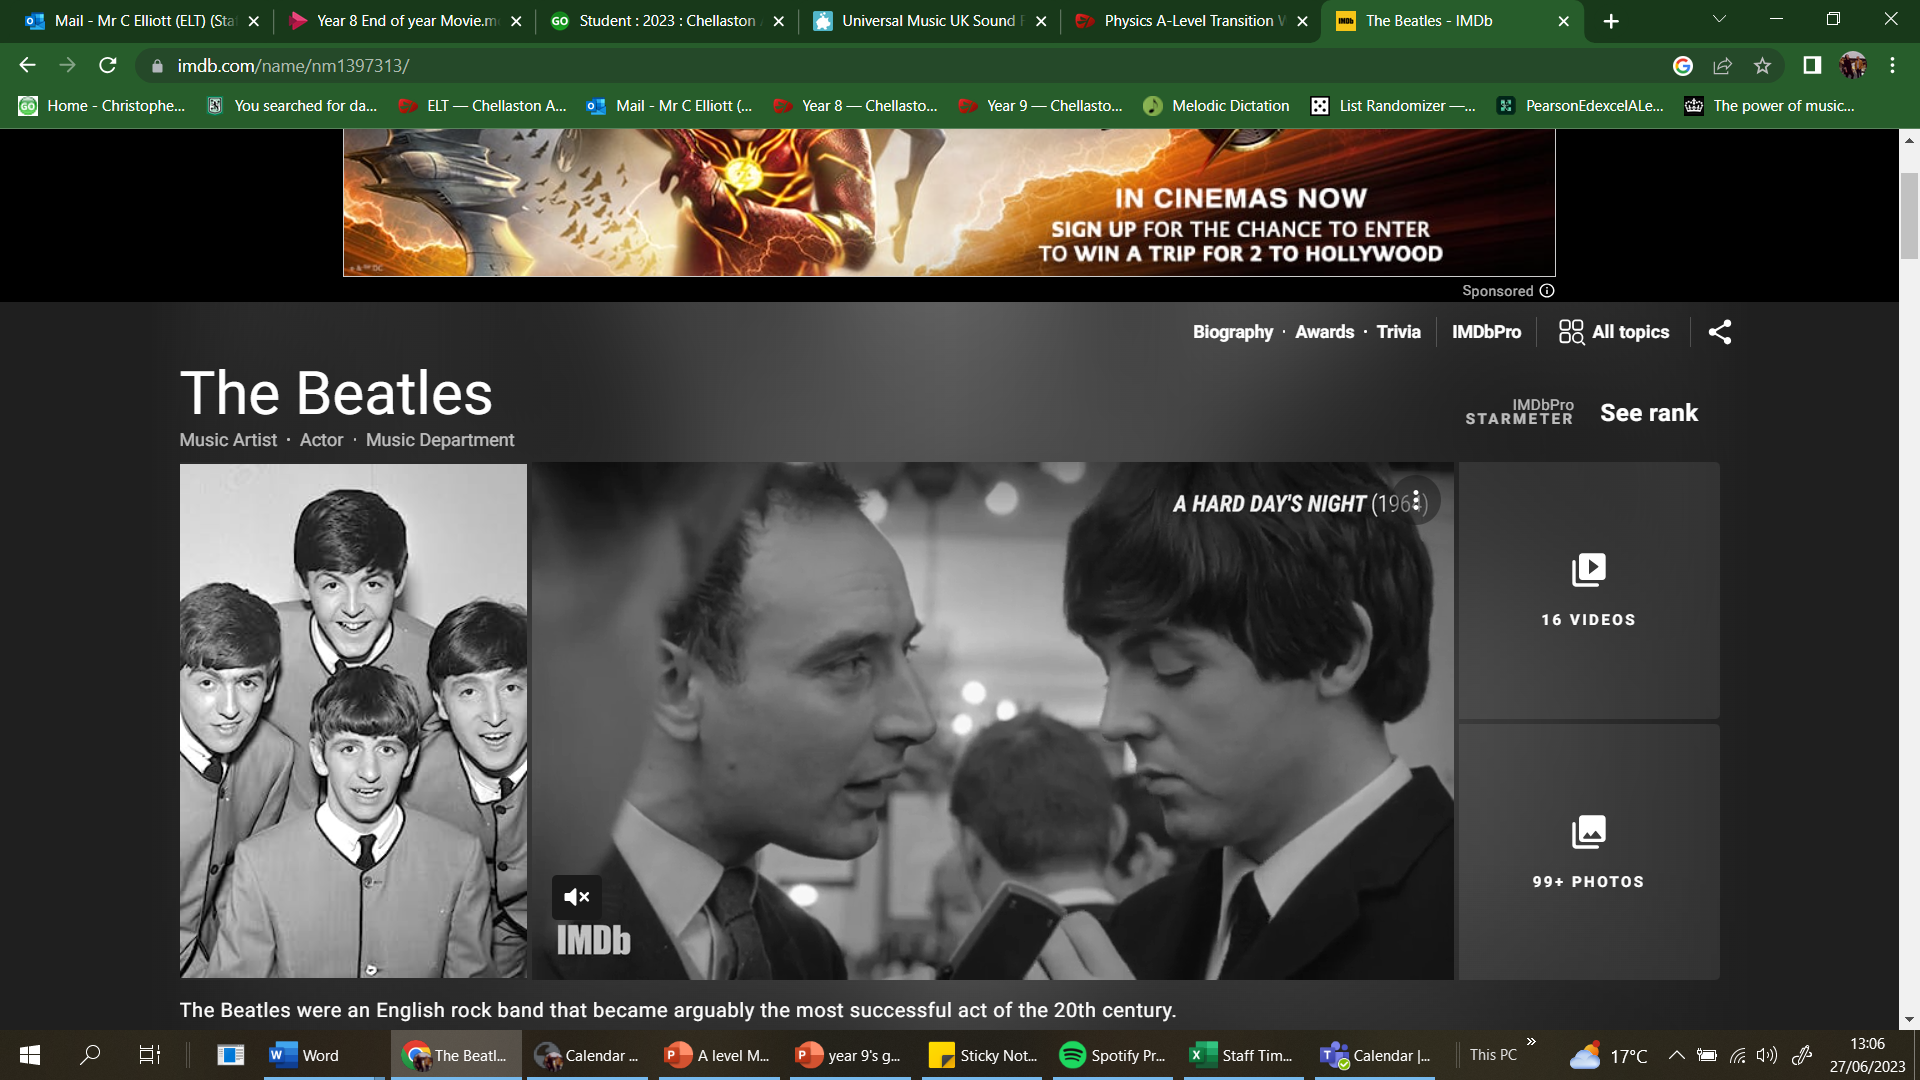 Mail - Mr C Elliott (ELT) (Sta
Year 8 End of year Movie.m
GO Student : 2023 : Chellaston
Universal Music UK Sound
Physics A-Level Transition
IMDb The Beatles - IMDb
imdb.com/name/nm1397313/
GO Home - Christophe...
You searched for da...
ELT — Chellaston A...
Mail - Mr C Elliott (...
Year 8 — Chellasto...
Year 9 — Chellasto...
Melodic Dictation
List Randomizer —...
PearsonEdexcelALe...
The power of music...
IN CINEMAS NOW
SIGN UP FOR THE CHANCE TO ENTER
TO WIN A TRIP FOR 2 TO HOLLYWOOD
Sponsored
Biography · Awards · Trivia IMDbPro All topics
The Beatles
Music Artist · Actor · Music Department
IMDbPro
STARMETER See rank
A HARD DAY'S NIGHT (1964)
16 VIDEOS
IMDb
99+ PHOTOS
The Beatles were an English rock band that became arguably the most successful act of the 20th century.
Word
The Beatl...
Calendar ...
A level M...
year 9's g...
Sticky Not...
Spotify Pr...
Staff Tim...
Calendar |...
This PC »
17°C
13:06
27/06/2023